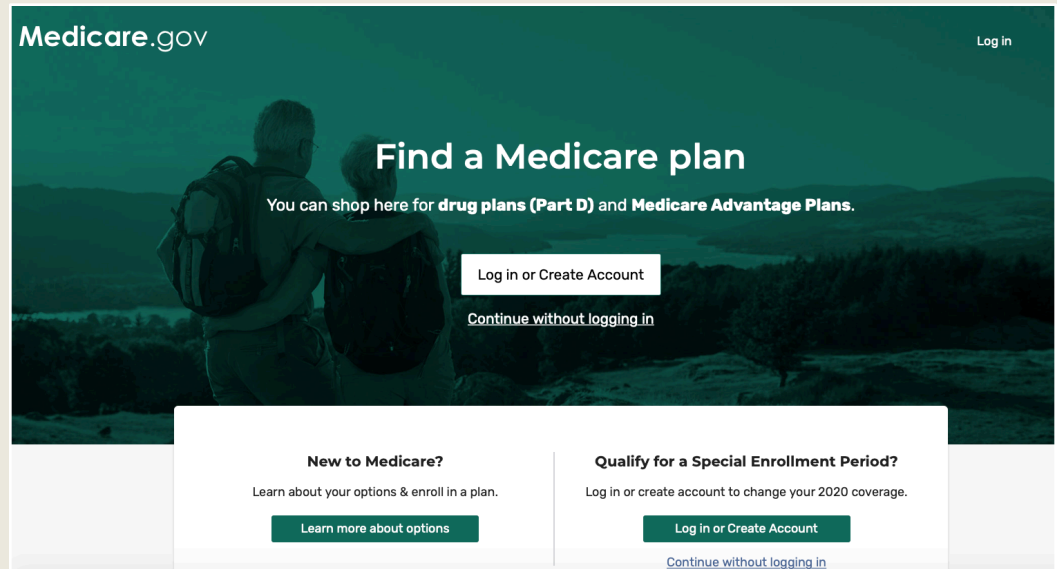 Medicare.gov
Log in
Find a Medicare plan
You can shop here for drug plans (Part D) and Medicare Advantage Plans.
Log in or Create Account
Continue without logging in
New to Medicare?
Learn about your options & enroll in a plan.
Learn more about options
Qualify for a Special Enrollment Period?
Log in or create account to change your 2020 coverage.
Log in or Create Account
Continue without logging in